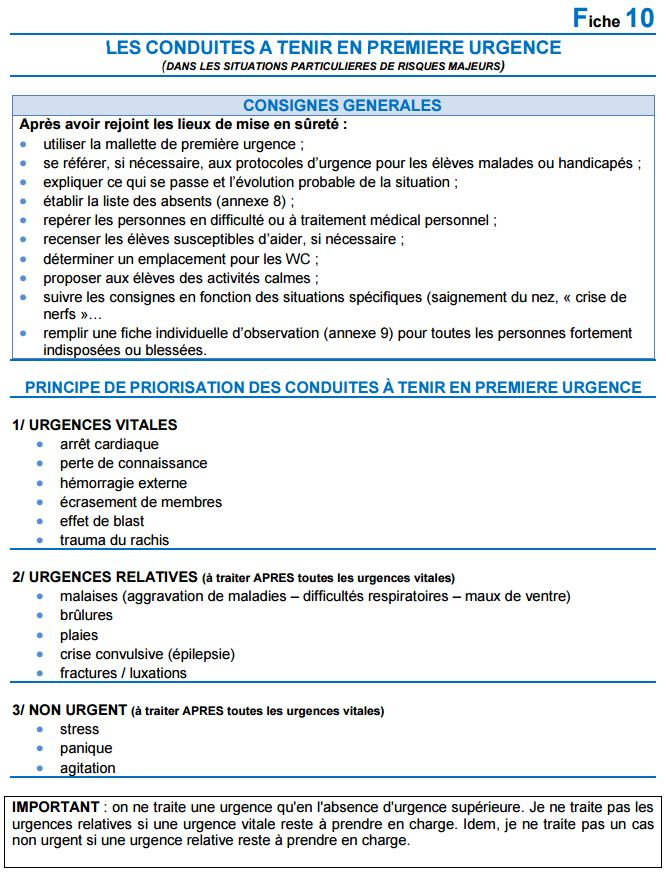 Fiche 10
LES CONDUITES A TENIR EN PREMIERE URGENCE
(DANS LES SITUATIONS PARTICULIERES DE RISQUES MAJEURS)
CONSIGNES GENERALES
Après avoir rejoint les lieux de mise en sûreté :
• utiliser la mallette de première urgence ;
• se référer, si nécessaire, aux protocoles d’urgence pour les élèves malades ou handicapés ;
• expliquer ce qui se passe et l’évolution probable de la situation ;
• établir la liste des absents (annexe 8) ;
• repérer les personnes en difficulté ou à traitement médical personnel ;
• recenser les élèves susceptibles d’aider, si nécessaire ;
• déterminer un emplacement pour les WC ;
• proposer aux élèves des activités calmes ;
• suivre les consignes en fonction des situations spécifiques (saignement du nez, « crise de
nerfs »…
• remplir une fiche individuelle d’observation (annexe 9) pour toutes les personnes fortement
indisposées ou blessées.
PRINCIPE DE PRIORISATION DES CONDUITES À TENIR EN PREMIERE URGENCE
1/ URGENCES VITALES
• arrêt cardiaque
• perte de connaissance
• hémorragie externe
• écrasement de membres
• effet de blast
• trauma du rachis
2/ URGENCES RELATIVES (à traiter APRES toutes les urgences vitales)
• malaises (aggravation de maladies – difficultés respiratoires – maux de ventre)
• brûlures
• plaies
• crise convulsive (épilepsie)
• fractures / luxations
3/ NON URGENT (à traiter APRES toutes les urgences vitales)
• stress
• panique
• agitation
IMPORTANT : on ne traite une urgence qu'en l'absence d'urgence supérieure. Je ne traite pas les
urgences relatives si une urgence vitale reste à prendre en charge. Idem, je ne traite pas un cas
non urgent si une urgence relative reste à prendre en charge.